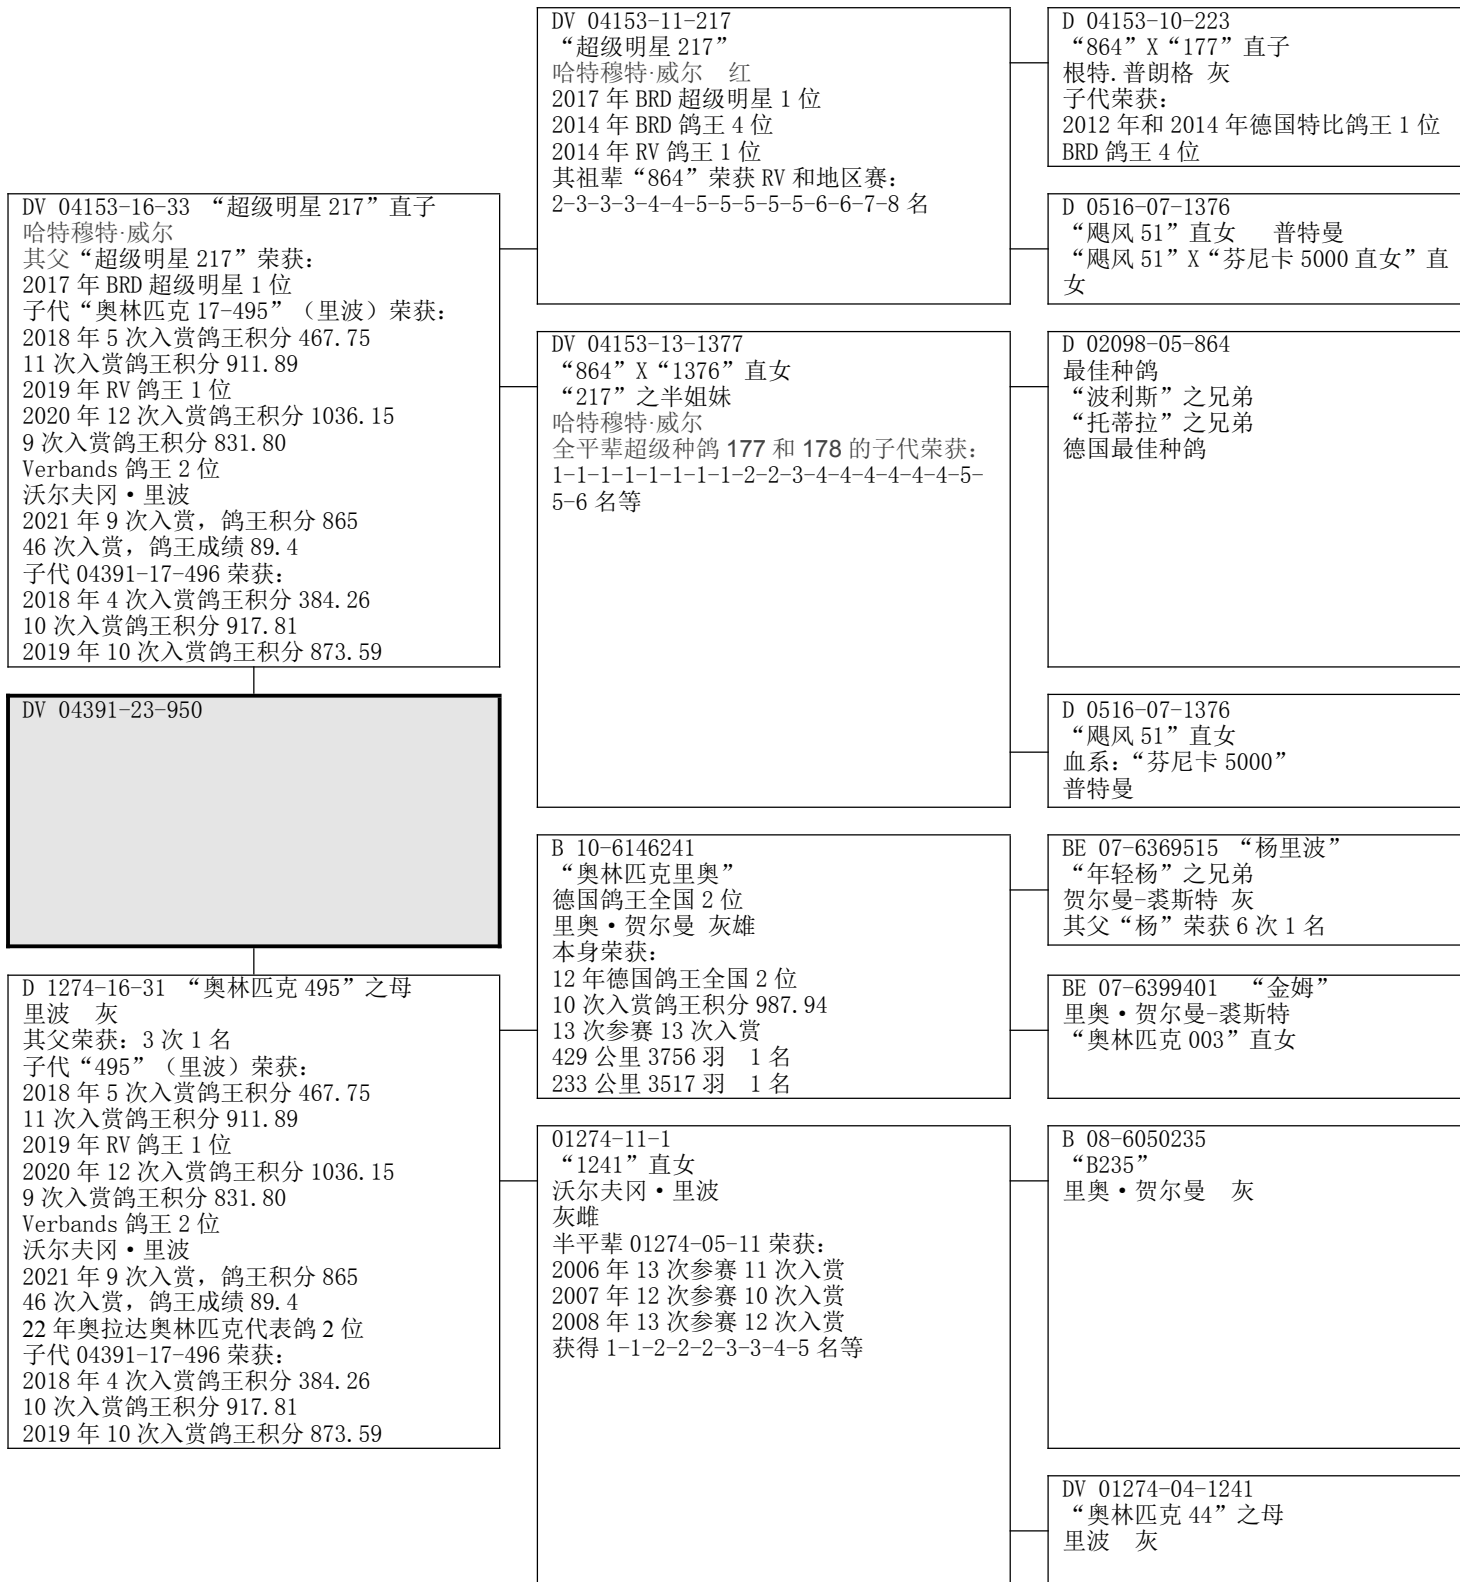 DV 04153-16-33 “超级明星 217”直子
哈特穆特·威尔
其父“超级明星 217”荣获：
2017 年 BRD 超级明星 1 位
子代“奥林匹克 17-495”（里波）荣获：
2018 年 5 次入赏鸽王积分 467.75
11 次入赏鸽王积分 911.89
2019 年 RV 鸽王 1 位
2020 年 12 次入赏鸽王积分 1036.15
9 次入赏鸽王积分 831.80
Verbands 鸽王 2 位
沃尔夫冈·里波
2021 年 9 次入赏，鸽王积分 865
46 次入赏，鸽王成绩 89.4
子代 04391-17-496 荣获：
2018 年 4 次入赏鸽王积分 384.26
10 次入赏鸽王积分 917.81
2019 年 10 次入赏鸽王积分 873.59
DV 04391-23-950
D 1274-16-31 “奥林匹克 495”之母
里波 灰
其父荣获：3 次 1 名
子代“495”（里波）荣获：
2018 年 5 次入赏鸽王积分 467.75
11 次入赏鸽王积分 911.89
2019 年 RV 鸽王 1 位
2020 年 12 次入赏鸽王积分 1036.15
9 次入赏鸽王积分 831.80
Verbands 鸽王 2 位
沃尔夫冈·里波
2021 年 9 次入赏，鸽王积分 865
46 次入赏，鸽王成绩 89.4
22 年奥拉达奥林匹克代表鸽 2 位
子代 04391-17-496 荣获：
2018 年 4 次入赏鸽王积分 384.26
10 次入赏鸽王积分 917.81
2019 年 10 次入赏鸽王积分 873.59
DV 04153-11-217
“超级明星 217”
哈特穆特·威尔 红
2017 年 BRD 超级明星 1 位
2014 年 BRD 鸽王 4 位
2014 年 RV 鸽王 1 位
其祖辈“864”荣获 RV 和地区赛：
2-3-3-3-4-4-5-5-5-5-5-6-6-7-8 名
DV 04153-13-1377
“864”X“1376”直女
“217”之半姐妹
哈特穆特·威尔
全平辈超级种鸽 177 和 178 的子代荣获：
1-1-1-1-1-1-1-1-2-2-3-4-4-4-4-4-4-5-
5-6 名等
B 10-6146241
“奥林匹克里奥”
德国鸽王全国 2 位
里奥·贺尔曼 灰雄
本身荣获：
12 年德国鸽王全国 2 位
10 次入赏鸽王积分 987.94
13 次参赛 13 次入赏
429 公里 3756 羽 1 名
233 公里 3517 羽 1 名
01274-11-1
“1241”直女
沃尔夫冈·里波
灰雌
半平辈 01274-05-11 荣获：
2006 年 13 次参赛 11 次入赏
2007 年 12 次参赛 10 次入赏
2008 年 13 次参赛 12 次入赏
获得 1-1-2-2-2-3-3-4-5 名等
D 04153-10-223
“864”X“177”直子
根特.普朗格 灰
子代荣获：
2012 年和 2014 年德国特比鸽王 1 位
BRD 鸽王 4 位
D 0516-07-1376
“飓风 51”直女 普特曼
“飓风 51”X“芬尼卡 5000 直女”直
女
D 02098-05-864
最佳种鸽
“波利斯”之兄弟
“托蒂拉”之兄弟
德国最佳种鸽
D 0516-07-1376
“飓风 51”直女
血系：“芬尼卡 5000”
普特曼
BE 07-6369515 “杨里波”
“年轻杨”之兄弟
贺尔曼-裘斯特 灰
其父“杨”荣获 6 次 1 名
BE 07-6399401 “金姆”
里奥·贺尔曼-裘斯特
“奥林匹克 003”直女
B 08-6050235
“B235”
里奥·贺尔曼 灰
DV 01274-04-1241
“奥林匹克 44”之母
里波 灰